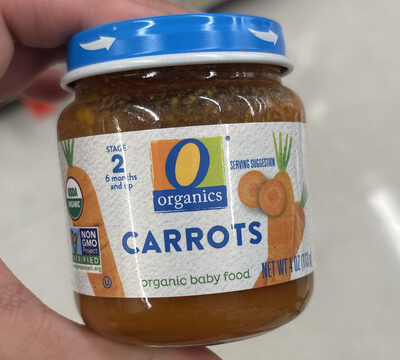 STAGE
2
6 months
and up
O
organics
®
SERVING SUGGESTION
USDA
ORGANIC
CARROTS
NON
GMO
Project
VERIFIED
organic baby food
NET WT 4 OZ (113
U